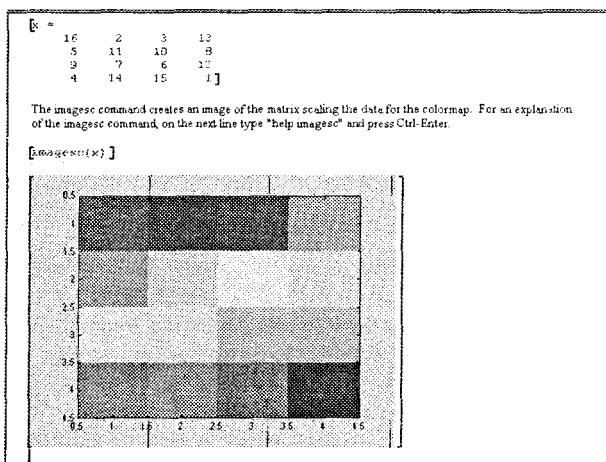 [x =
16 2 3 13
5 11 10 8
9 7 6 12
4 14 15 1]
The imagesc command creates an image of the matrix scaling the data for the colormap. For an explanation
of the imagesc command, on the next line type "help imagesc" and press Ctrl-Enter.
[imagesc(x)]
0.5
1
1.5
2
2.5
3
3.5
4
4.5
0.5 1 1.5 2 2.5 3 3.5 4 4.5